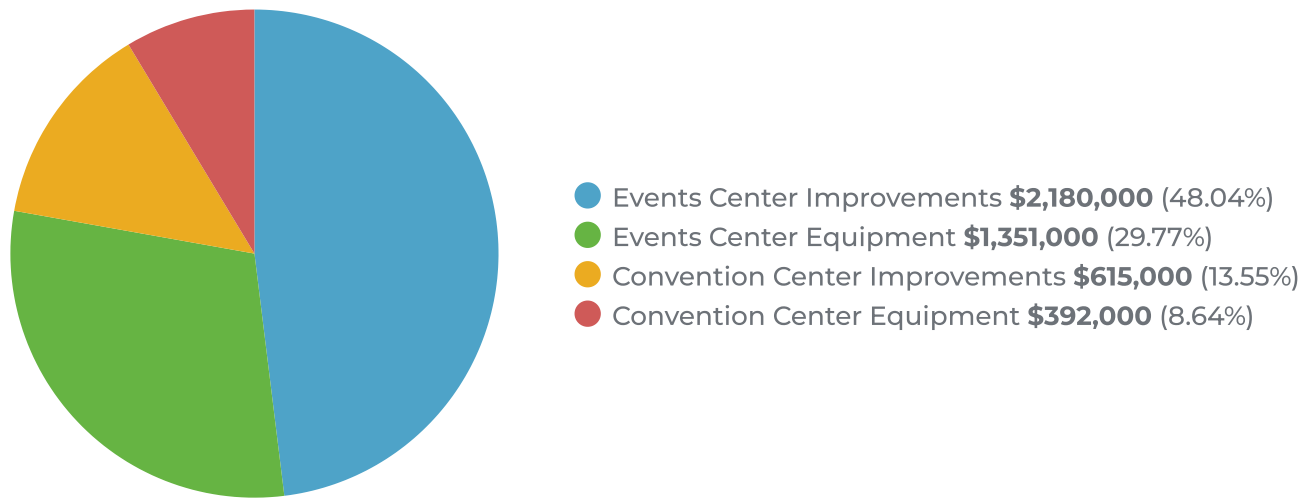 Events Center Improvements $2,180,000 (48.04%)
Events Center Equipment $1,351,000 (29.77%)
Convention Center Improvements $615,000 (13.55%)
Convention Center Equipment $392,000 (8.64%)